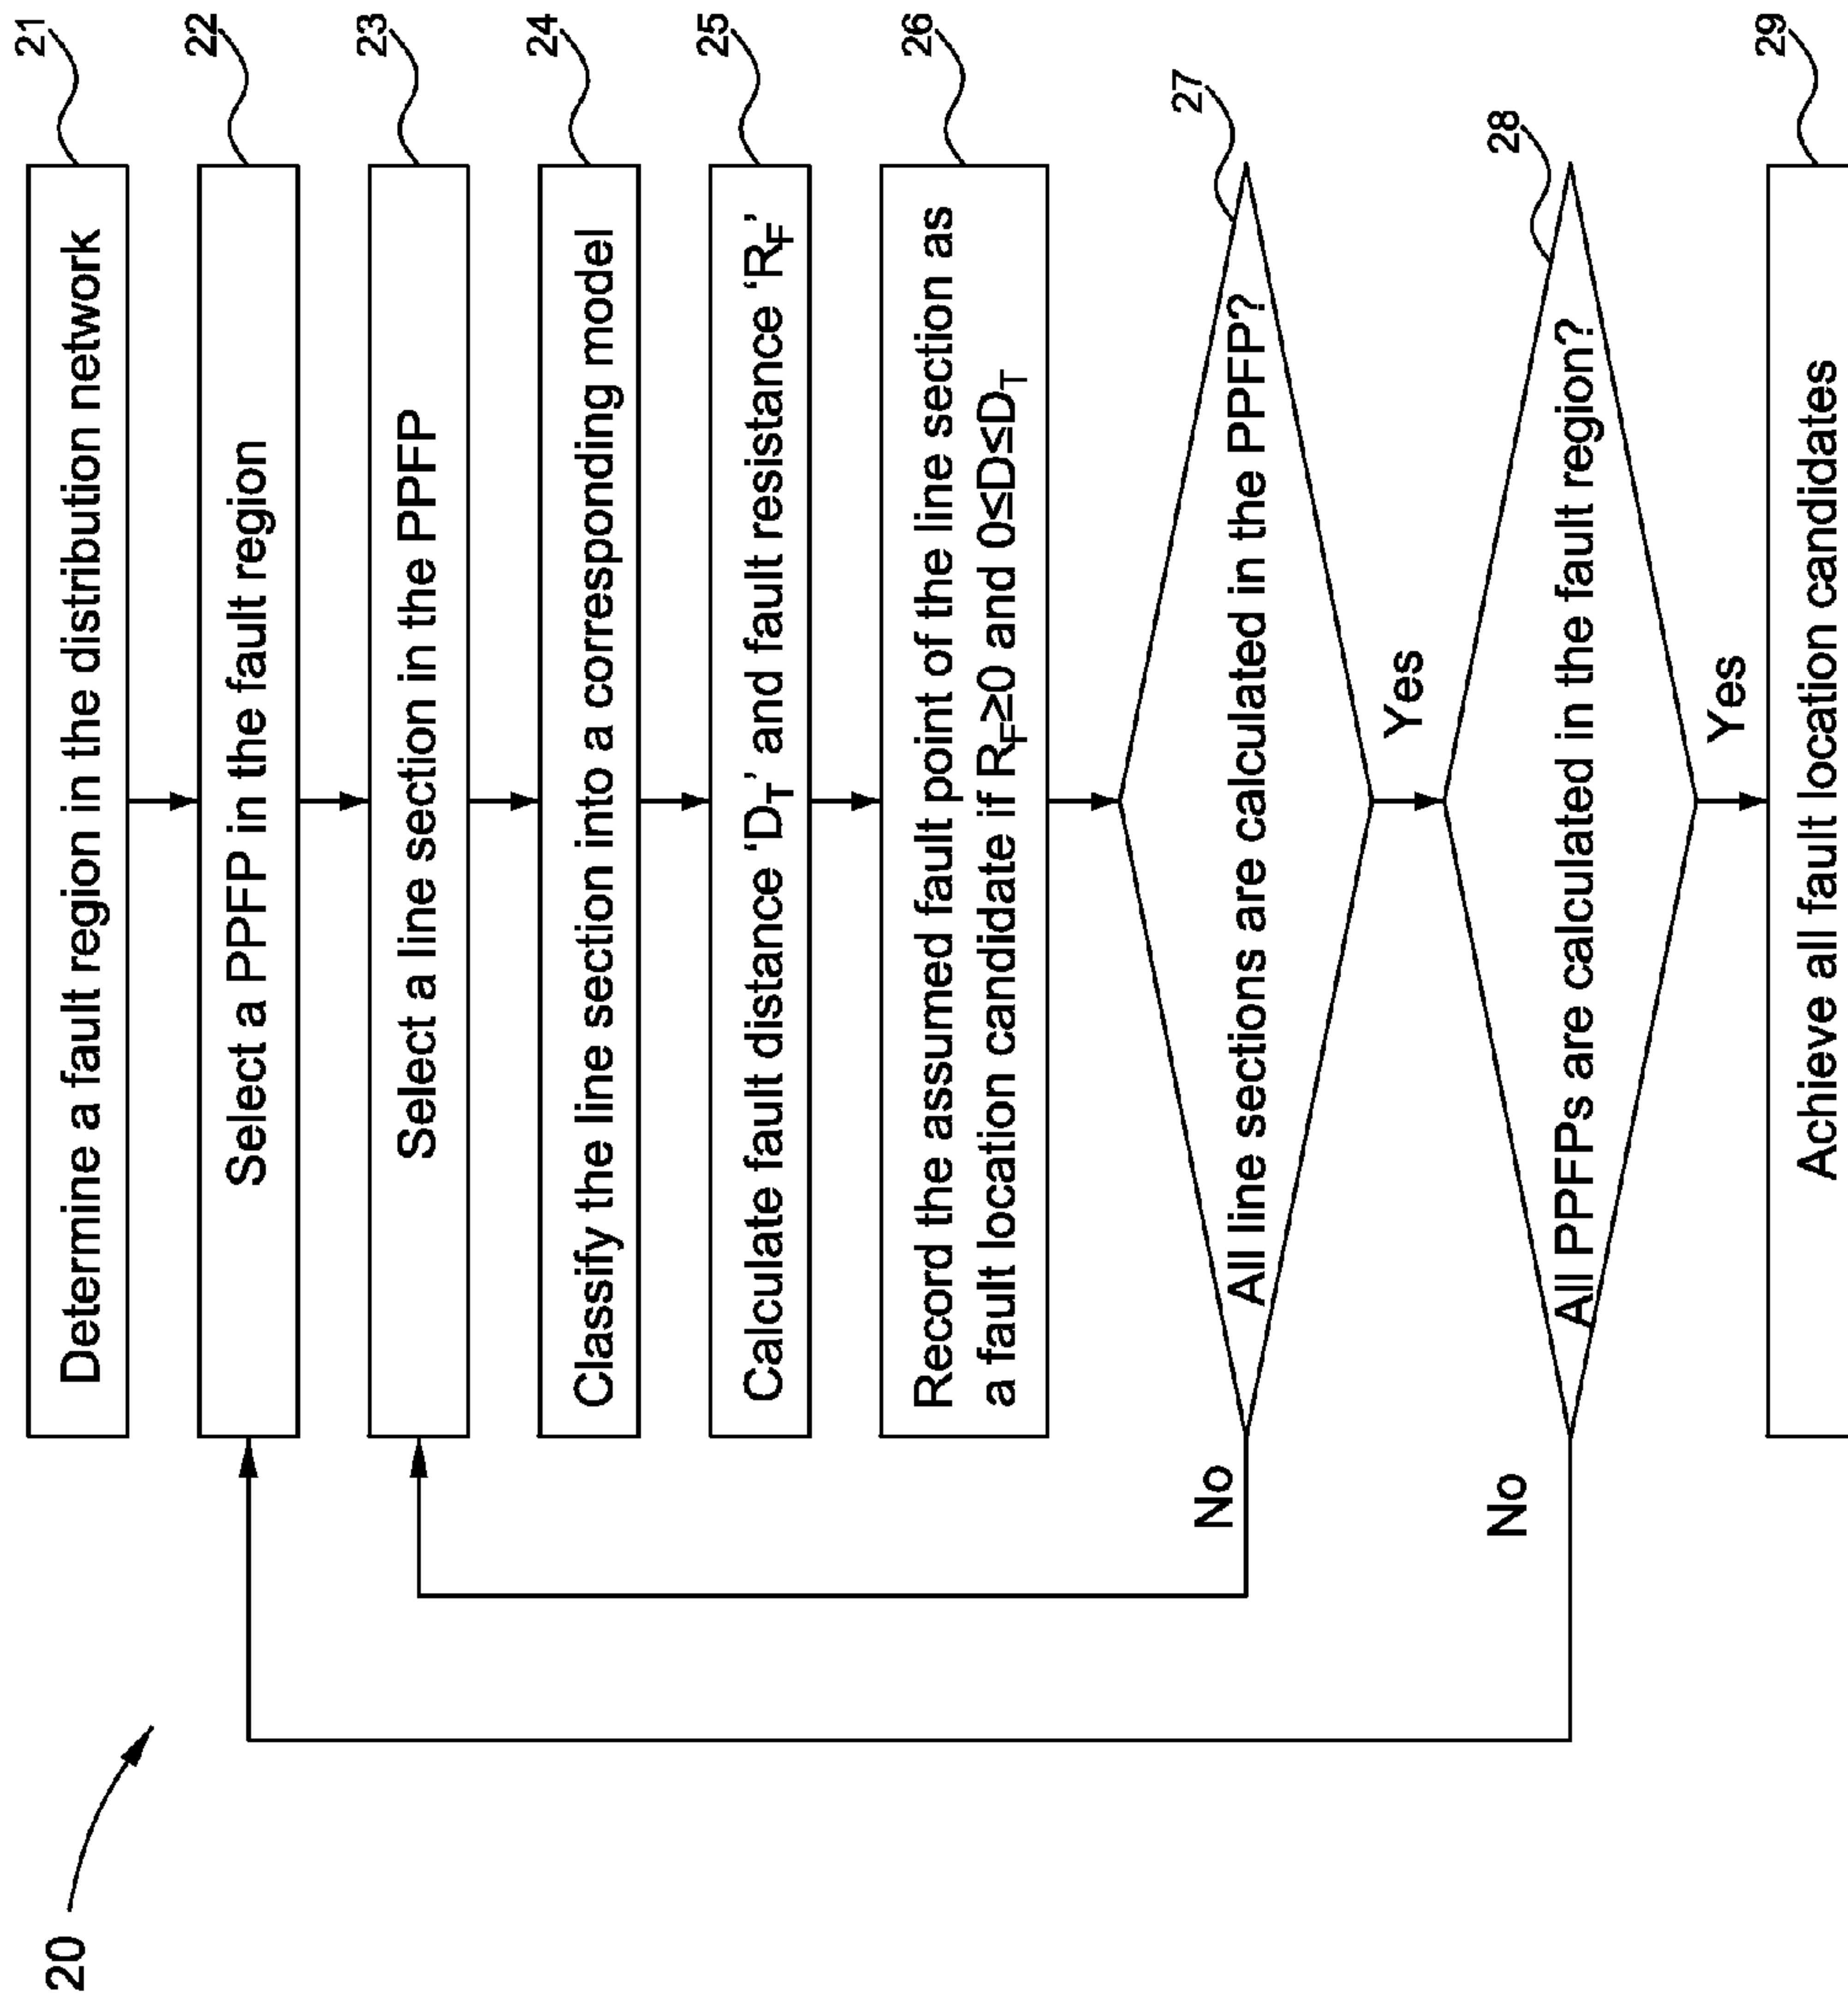 20
Determine a fault region in the distribution network
21
Select a PPFP in the fault region
22
Select a line section in the PPFP
23
Classify the line section into a corresponding model
24
Calculate fault distance ‘D_T’ and fault resistance ‘R_F’
25
Record the assumed fault point of the line section as
a fault location candidate if R_F≥0 and 0≤D≤D_T
26
All line sections are calculated in the PPFP?
27
No
Yes
All PPFPs are calculated in the fault region?
28
No
Yes
Achieve all fault location candidates
29